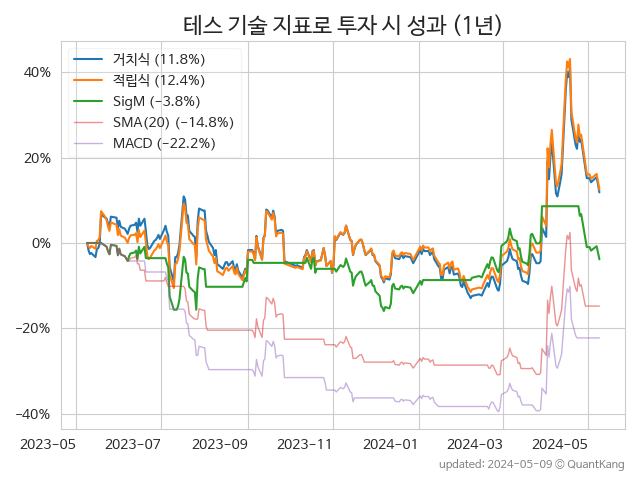 테스 기술 지표로 투자 시 성과 (1년)
거치식 (11.8%)
적립식 (12.4%)
SigM (−3.8%)
SMA(20) (−14.8%)
MACD (−22.2%)
40%
20%
0%
−20%
−40%
2023-05 2023-07 2023-09 2023-11 2024-01 2024-03 2024-05
updated: 2024-05-09 © QuantKang